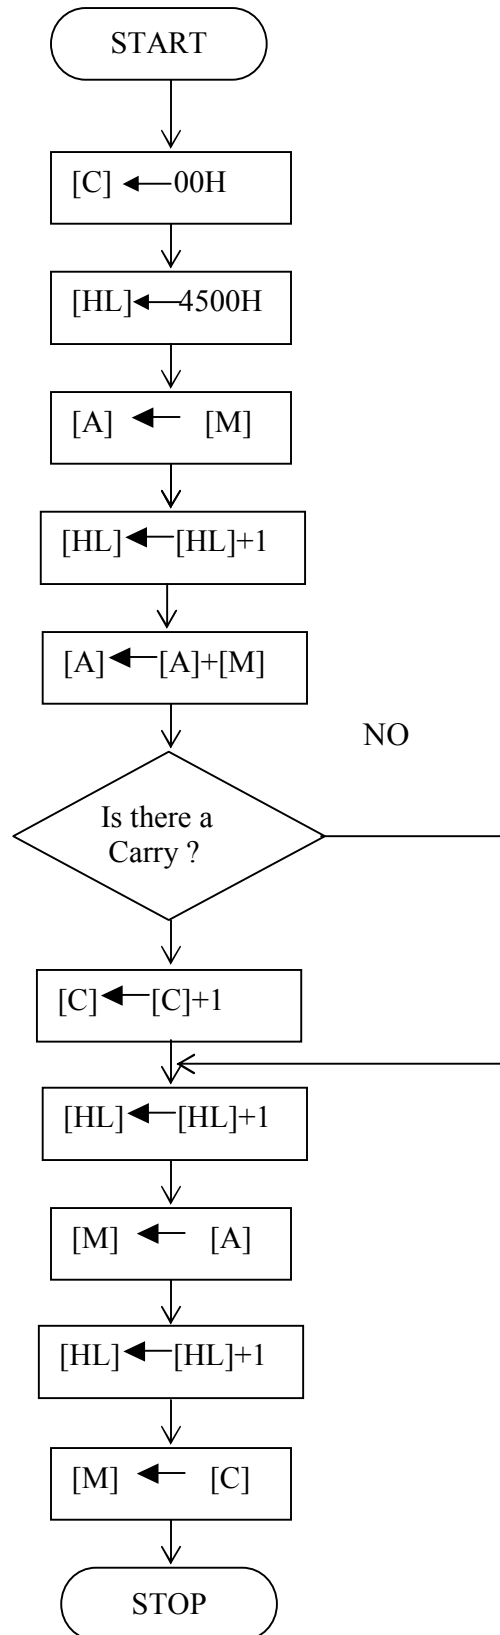 START
[C] ← 00H
[HL] ← 4500H
[A] ← [M]
[HL] ← [HL]+1
[A] ← [A]+[M]
NO
Is there a
Carry ?
[C] ← [C]+1
[HL] ← [HL]+1
[M] ← [A]
[HL] ← [HL]+1
[M] ← [C]
STOP